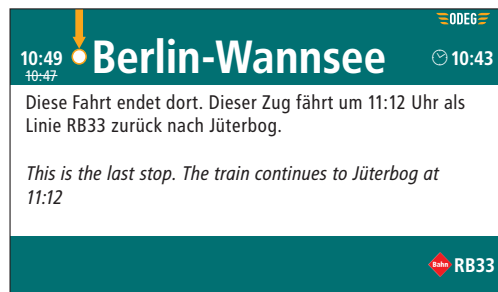 ODEG
10:49 Berlin-Wannsee 10:43
10:47
Diese Fahrt endet dort. Dieser Zug fährt um 11:12 Uhr als
Linie RB33 zurück nach Jüterbog.
This is the last stop. The train continues to Jüterbog at
11:12
Bahn RB33